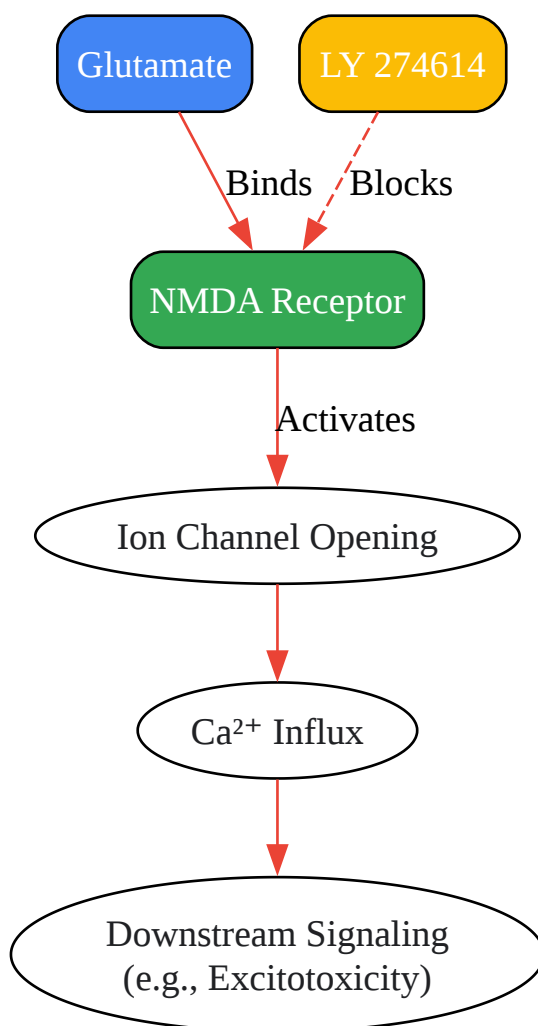 Glutamate
LY 274614
Binds
Blocks
NMDA Receptor
Activates
Ion Channel Opening
Ca²⁺ Influx
Downstream Signaling
(e.g., Excitotoxicity)